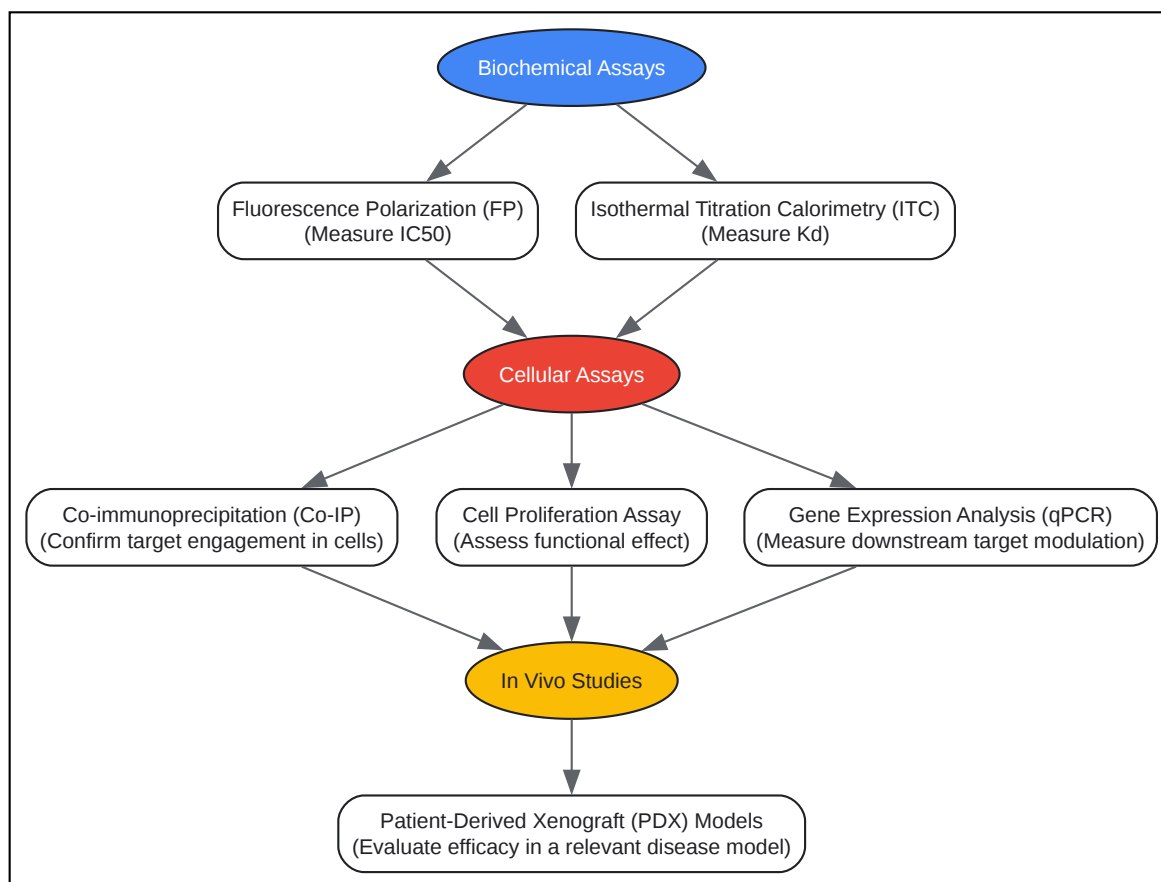 Biochemical Assays
Fluorescence Polarization (FP)
(Measure IC50)
Isothermal Titration Calorimetry (ITC)
(Measure Kd)
Cellular Assays
Co-immunoprecipitation (Co-IP)
(Confirm target engagement in cells)
Cell Proliferation Assay
(Assess functional effect)
Gene Expression Analysis (qPCR)
(Measure downstream target modulation)
In Vivo Studies
Patient-Derived Xenograft (PDX) Models
(Evaluate efficacy in a relevant disease model)